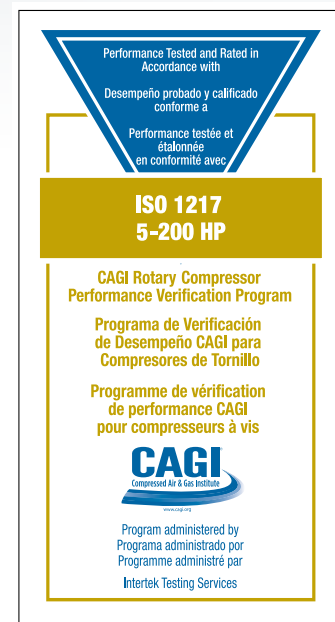 Performance Tested and Rated in
Accordance with
Desempeño probado y calificado
conforme a
Performance testée et
étalonnée
en conformité avec
ISO 1217
5-200 HP
CAGI Rotary Compressor
Performance Verification Program
Programa de Verificación
de Desempeño CAGI para
Compresores de Tornillo
Programme de vérification
de performance CAGI
pour compresseurs à vis
CAGI
Compressed Air & Gas Institute
www.cagi.org
Program administered by
Programa administrado por
Programme administré par
Intertek Testing Services